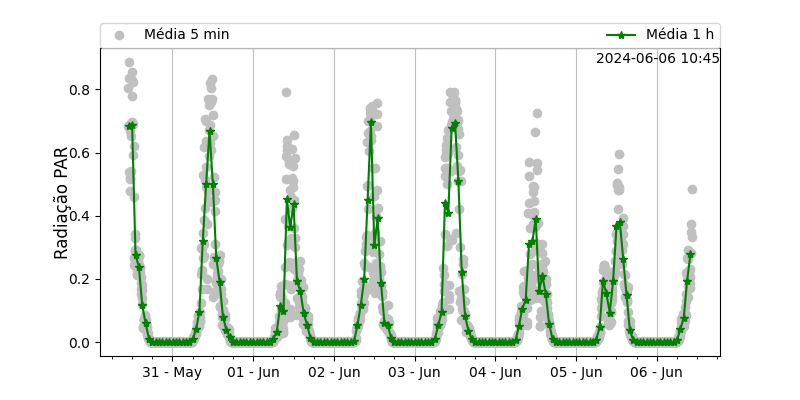 Média 5 min
Média 1 h
2024-06-06 10:45
Radiação PAR
0.8
0.6
0.4
0.2
0.0
31 - May
01 - Jun
02 - Jun
03 - Jun
04 - Jun
05 - Jun
06 - Jun